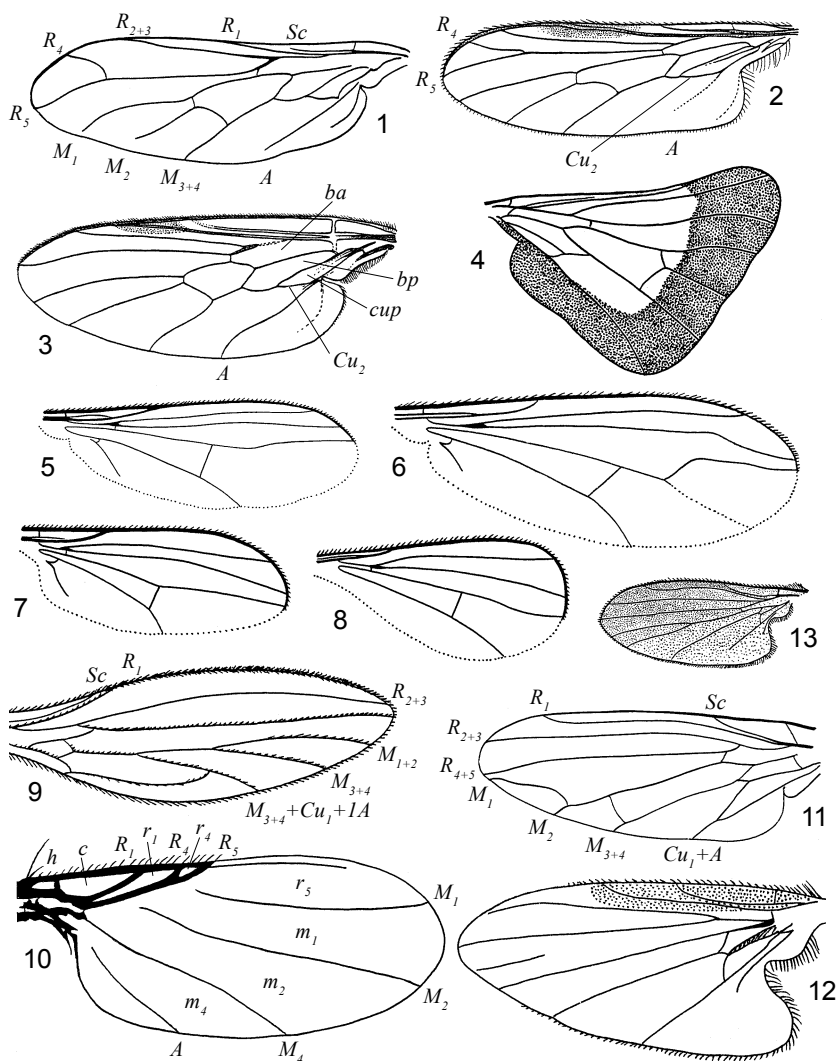 R4 R2+3 R1 Sc
R5
M1 M2 M3+4 A
1
R4
R5
Cu2 A
2
ba
bp
cup
Cu2
A
3
4
5
6
7
8
13
Sc R1
R2+3
M1+2
M3+4
M3+4+Cu1+1A
9
R1 Sc
R2+3
R4+5
M1
M2 M3+4 Cu1+A
11
h c R1 r1 R4 r4 R5
r5
M1
m1
m2
M2
m4
A M4
10
12